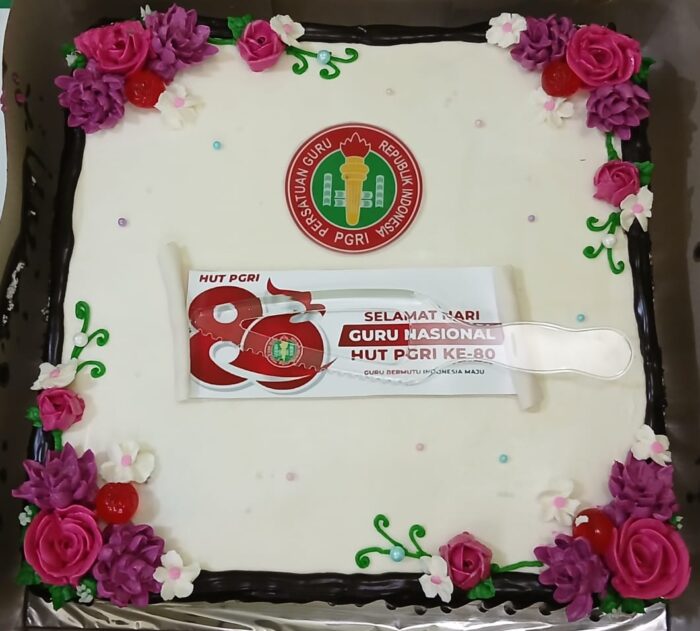 PERSATUAN GURU REPUBLIK INDONESIA
PGRI
HUT PGRI
80
SELAMAT HARI
GURU NASIONAL
HUT PGRI KE-80
GURU BERMUTU INDONESIA MAJU